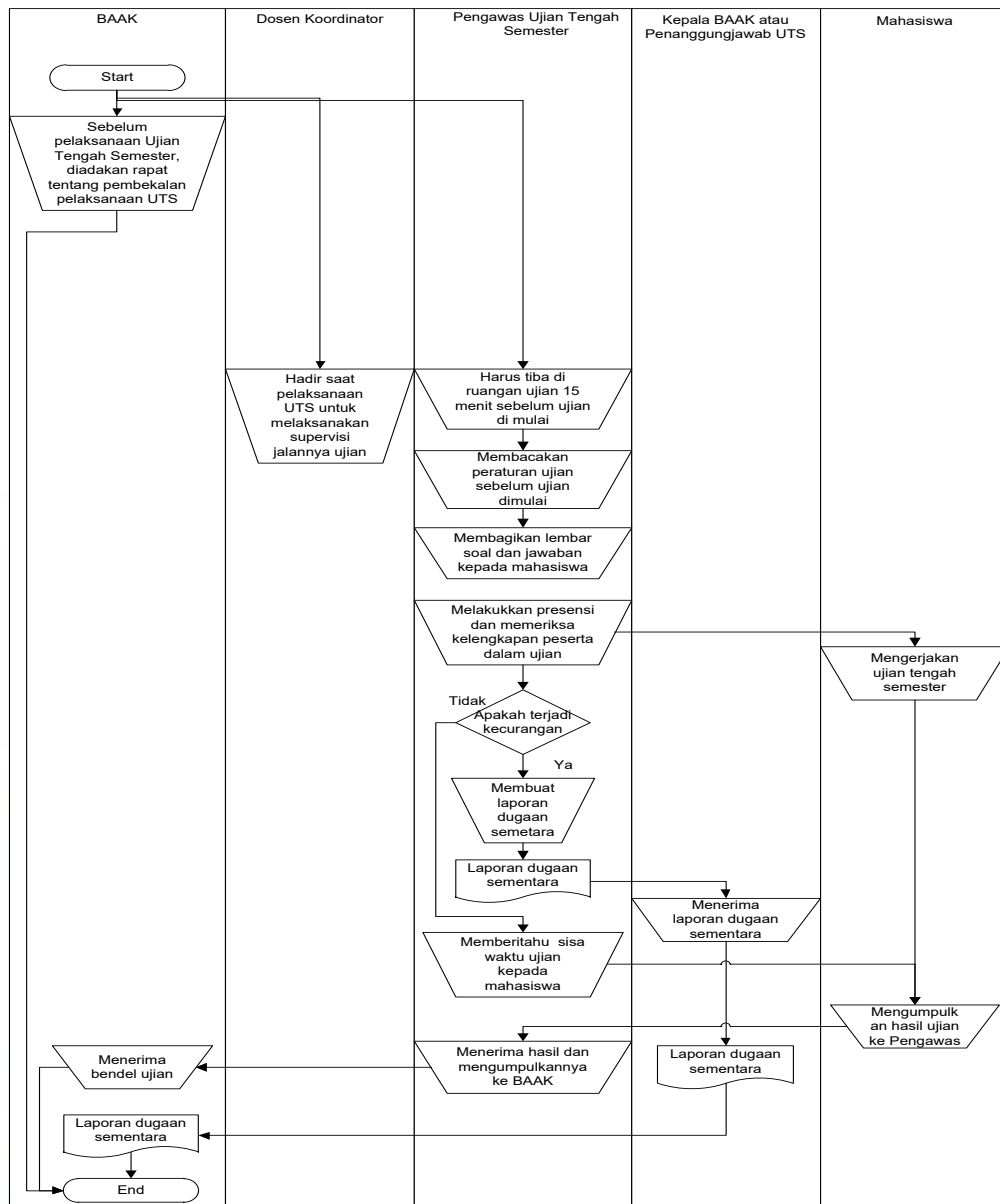 BAAK
Dosen Koordinator
Pengawas Ujian Tengah
Semester
Kepala BAAK atau
Penanggungjawab UTS
Mahasiswa
Start
Sebelum
pelaksanaan Ujian
Tengah Semester,
diadakan rapat
tentang pembekalan
pelaksanaan UTS
Hadir saat
pelaksanaan
UTS untuk
melaksanakan
supervisi
jalannya ujian
Harus tiba di
ruangan ujian 15
menit sebelum ujian
di mulai
Membacakan
peraturan ujian
sebelum ujian
dimulai
Membagikan lembar
soal dan jawaban
kepada mahasiswa
Melakukkan presensi
dan memeriksa
kelengkapan peserta
dalam ujian
Mengerjakan
ujian tengah
semester
Tidak
Apakah terjadi
kecurangan
Ya
Membuat
laporan
dugaan
semetara
Laporan dugaan
sementara
Menerima
laporan dugaan
sementara
Memberitahu sisa
waktu ujian
kepada
mahasiswa
Mengumpulk
an hasil ujian
ke Pengawas
Menerima hasil dan
mengumpulkannya
ke BAAK
Laporan dugaan
sementara
Menerima
bendel ujian
Laporan dugaan
sementara
End